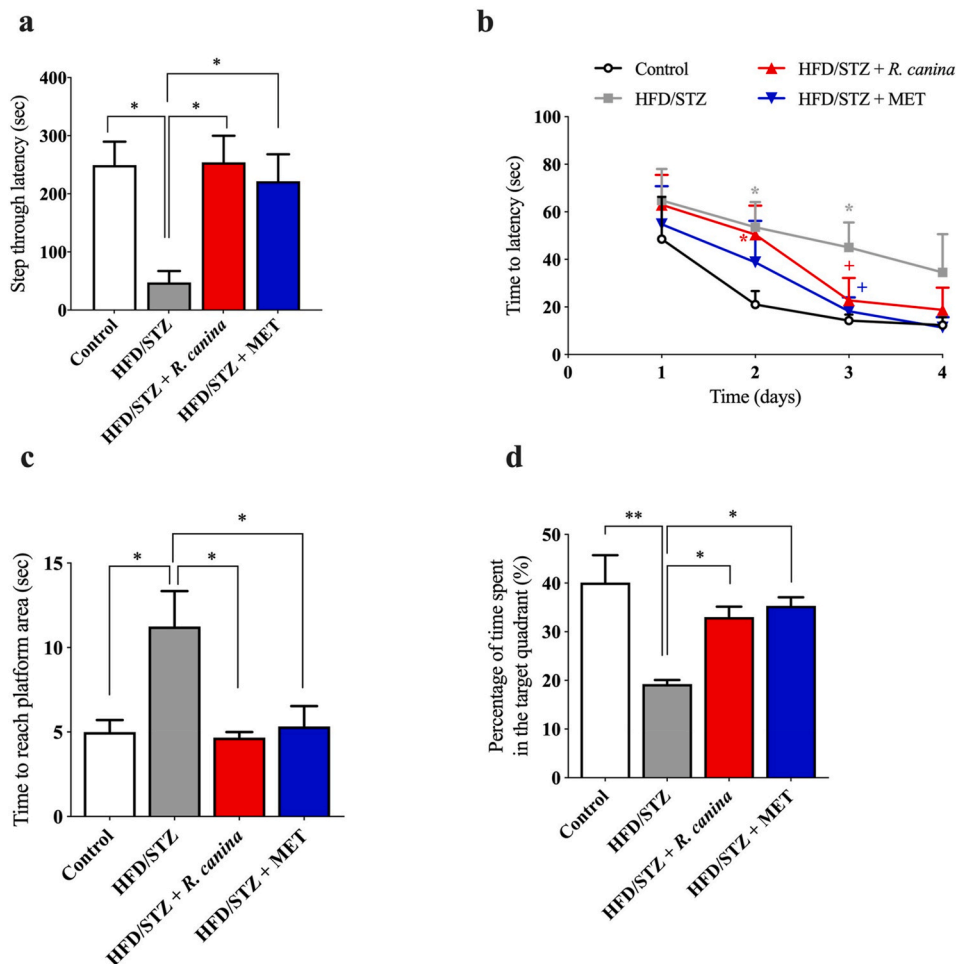 a
Step through latency (sec)
400
300
200
100
0
*
*
*
Control
HFD/STZ
HFD/STZ + R. canina
HFD/STZ + MET
b
Control
HFD/STZ
HFD/STZ + R. canina
HFD/STZ + MET
Time to latency (sec)
100
80
60
40
20
0
*
*
*
+
+
0
1
2
3
4
Time (days)
c
Time to reach platform area (sec)
15
10
5
0
*
*
*
Control
HFD/STZ
HFD/STZ + R. canina
HFD/STZ + MET
d
Percentage of time spent
in the target quadrant (%)
50
40
30
20
10
0
**
*
*
Control
HFD/STZ
HFD/STZ + R. canina
HFD/STZ + MET